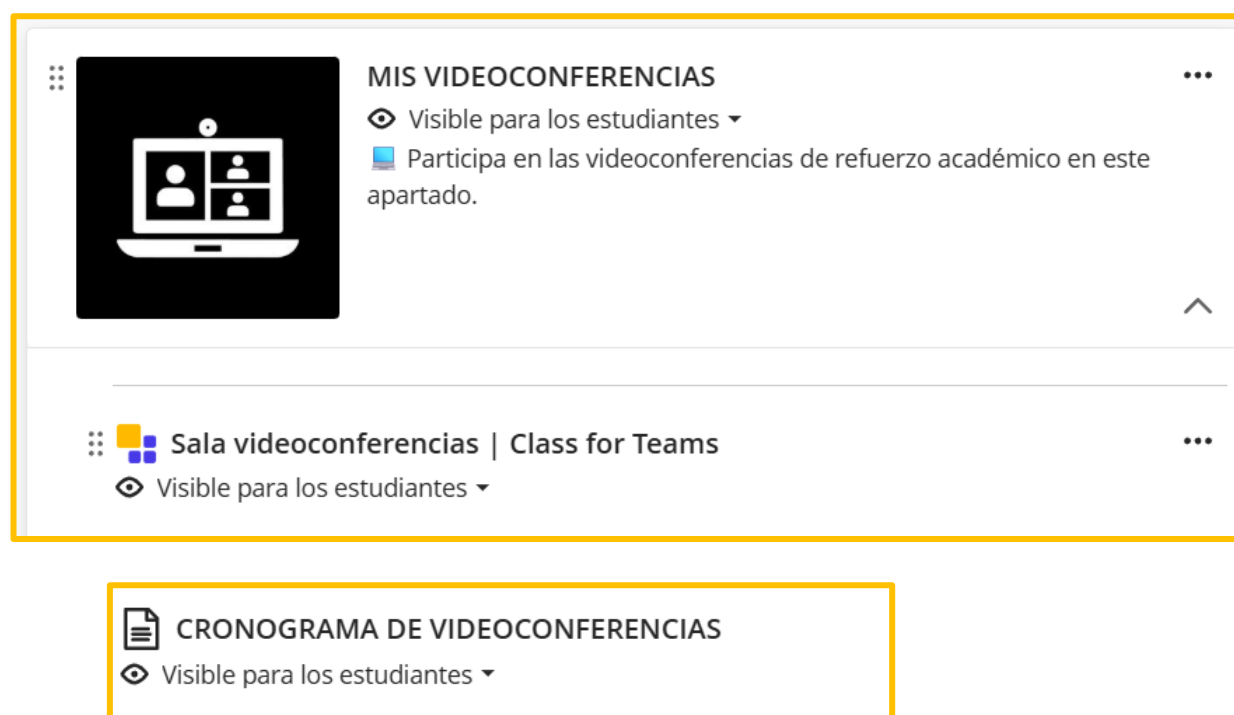 MIS VIDEOCONFERENCIAS
Visible para los estudiantes
Participa en las videoconferencias de refuerzo académico en este
apartado.
Sala videoconferencias | Class for Teams
Visible para los estudiantes
CRONOGRAMA DE VIDEOCONFERENCIAS
Visible para los estudiantes